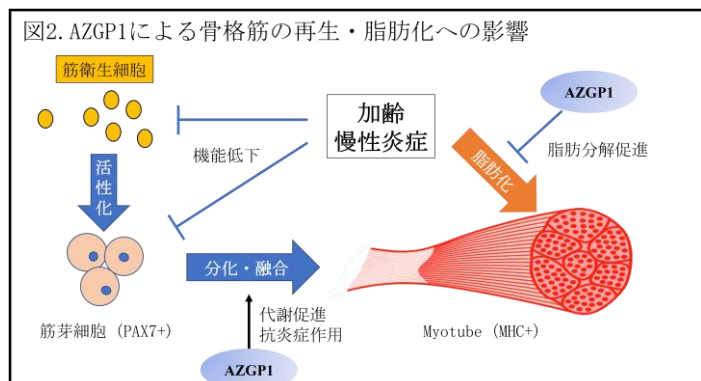 図2.AZGP1による骨格筋の再生・脂肪化への影響
筋衛生細胞
加齢
慢性炎症
AZGP1
機能低下
脂肪分解促進
活性化
脂肪化
分化・融合
筋芽細胞 (PAX7+)
代謝促進
抗炎症作用
Myotube (MHC+)
AZGP1